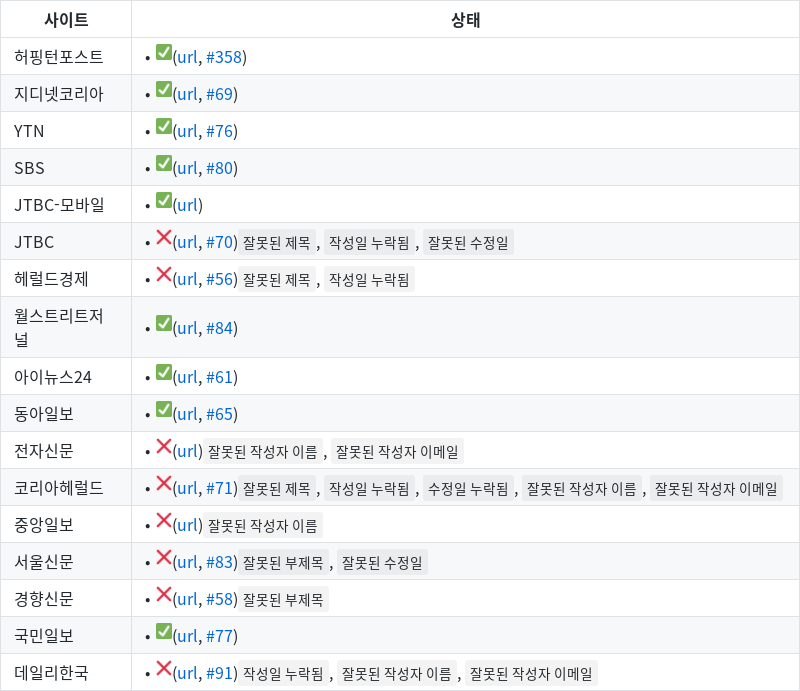 사이트 상태
허핑턴포스트 • ✅(url, #358)
지디넷코리아 • ✅(url, #69)
YTN • ✅(url, #76)
SBS • ✅(url, #80)
JTBC-모바일 • ✅(url)
JTBC • ❌(url, #70) 잘못된 제목 , 작성일 누락됨 , 잘못된 수정일
헤럴드경제 • ❌(url, #56) 잘못된 제목 , 작성일 누락됨
월스트리트저
널 • ✅(url, #84)
아이뉴스24 • ✅(url, #61)
동아일보 • ✅(url, #65)
전자신문 • ❌(url) 잘못된 작성자 이름 , 잘못된 작성자 이메일
코리아헤럴드 • ❌(url, #71) 잘못된 제목 , 작성일 누락됨 , 수정일 누락됨 , 잘못된 작성자 이름 , 잘못된 작성자 이메일
중앙일보 • ❌(url) 잘못된 작성자 이름
서울신문 • ❌(url, #83) 잘못된 부제목 , 잘못된 수정일
경향신문 • ❌(url, #58) 잘못된 부제목
국민일보 • ✅(url, #77)
데일리한국 • ❌(url, #91) 작성일 누락됨 , 잘못된 작성자 이름 , 잘못된 작성자 이메일